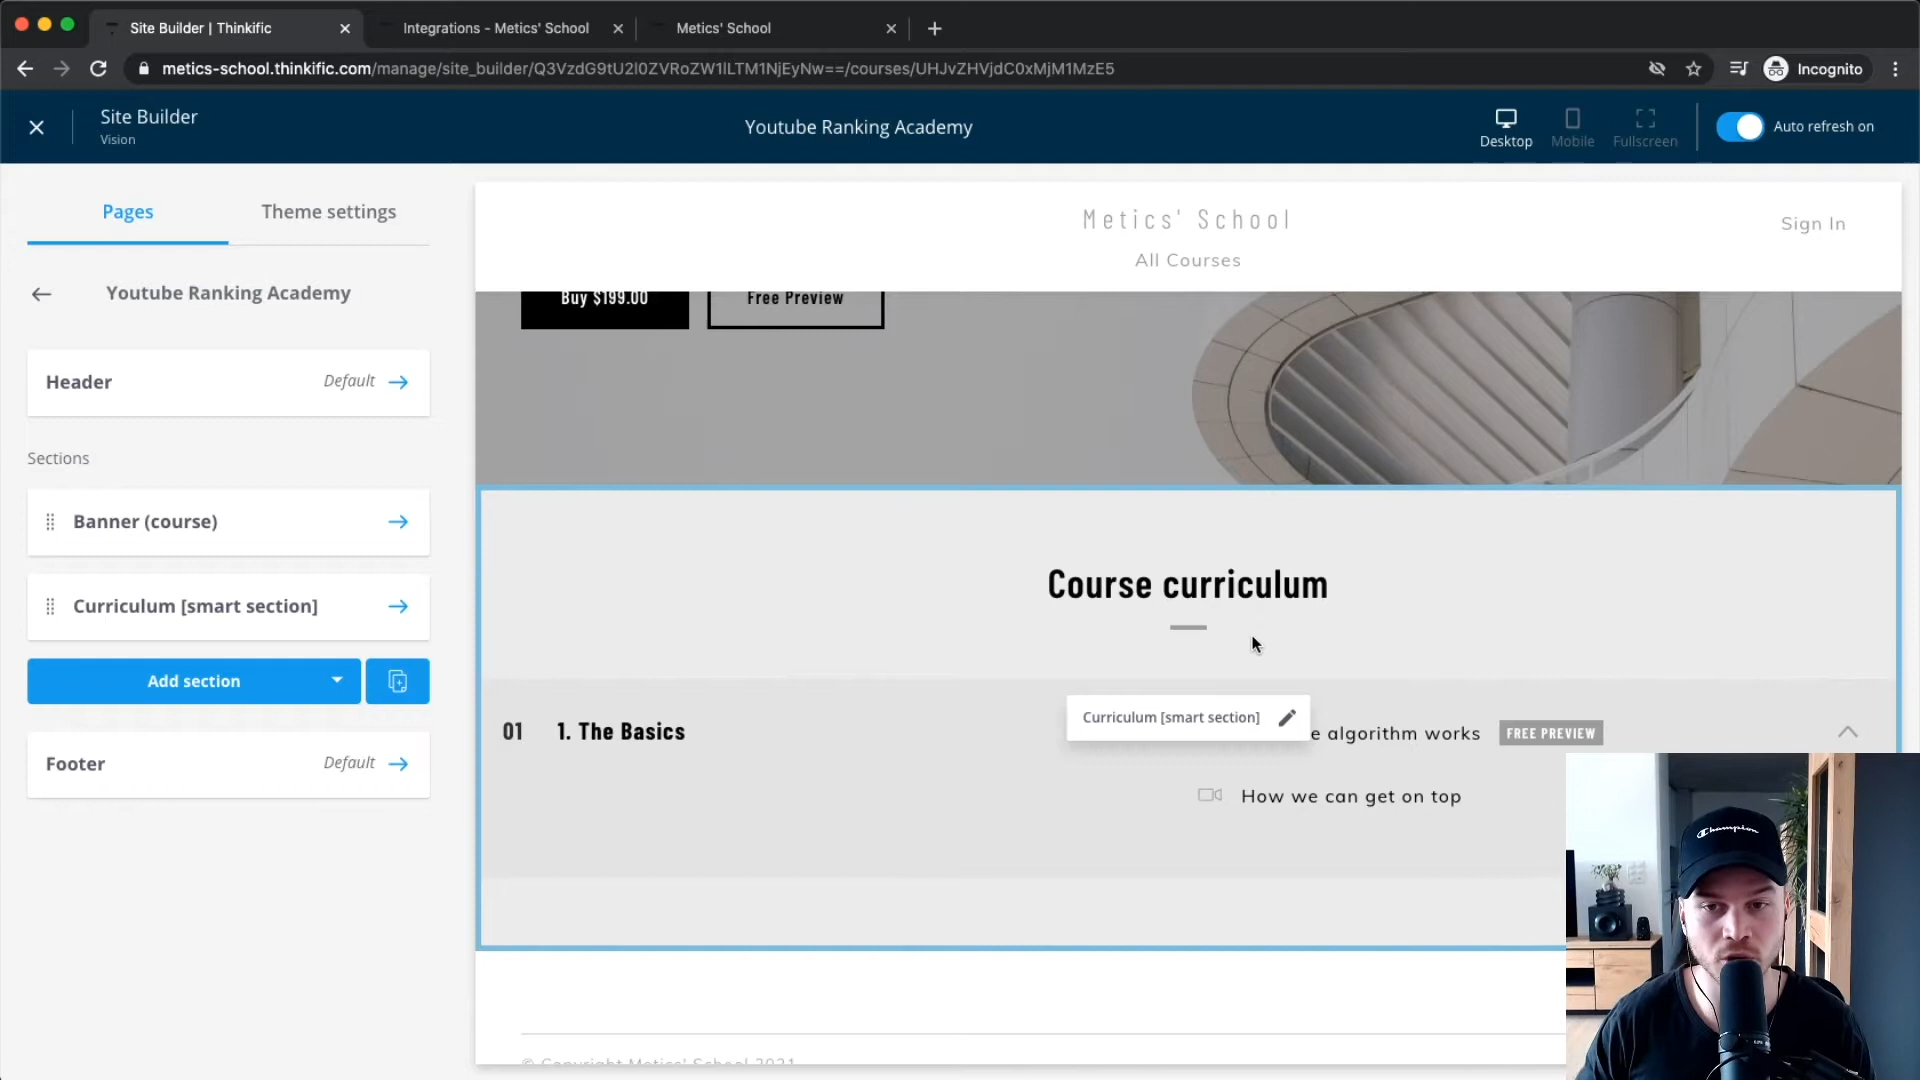 Site Builder | Thinkific
Integrations - Metics' School
Metics' School
metics-school.thinkific.com/manage/site_builder/Q3VzdG9tU2l0ZVRoZW1lLTM1NjEyNw==/courses/UHJvZHVjdC0xMjM1MzE5
Incognito
Site Builder
Vision
Youtube Ranking Academy
Desktop
Mobile
Fullscreen
Auto refresh on
Pages
Theme settings
Youtube Ranking Academy
Header
Default
Sections
Banner (course)
Curriculum [smart section]
Add section
Footer
Default
Metics' School
All Courses
Sign In
Buy $199.00
Free Preview
Course curriculum
01
1. The Basics
Curriculum [smart section]
e algorithm works
FREE PREVIEW
How we can get on top
© Copyright Metics' School 2021
Champion